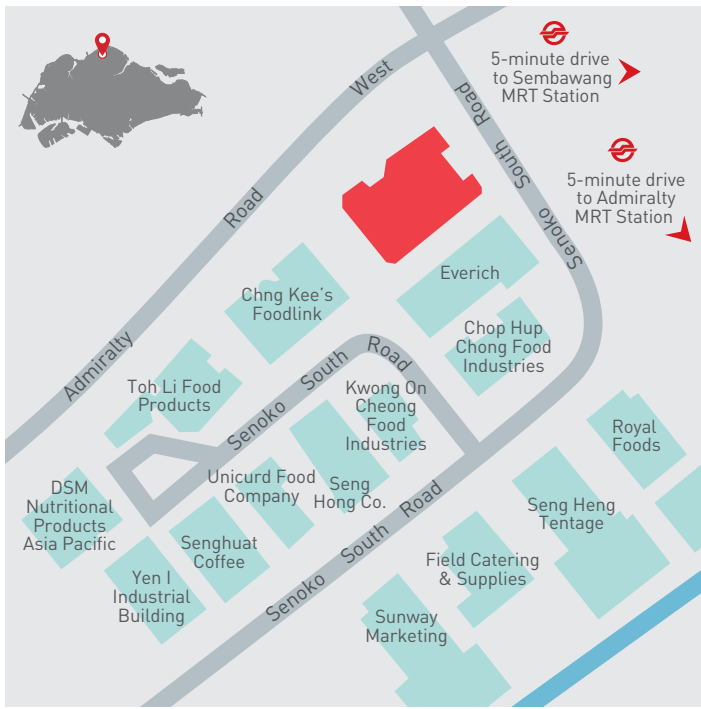 5-minute drive
to Sembawang
MRT Station
5-minute drive
to Admiralty
MRT Station
Admiralty Road West
Senoko South Road
Everich
Chng Kee's
Foodlink
Chop Hup
Chong Food
Industries
Senoko South Road
Toh Li Food
Products
Kwong On
Cheong
Food
Industries
Royal
Foods
DSM
Nutritional
Products
Asia Pacific
Unicurd Food
Company
Seng
Hong Co.
Seng Heng
Tentage
Senghuat
Coffee
Senoko South Road
Field Catering
& Supplies
Yen I
Industrial
Building
Sunway
Marketing